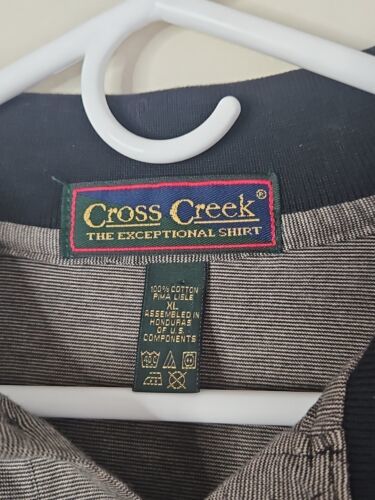 Cross Creek®
THE EXCEPTIONAL SHIRT
100% COTTON
PIMA LISLE
XL
ASSEMBLED IN
HONDURAS
OF U.S.
COMPONENTS